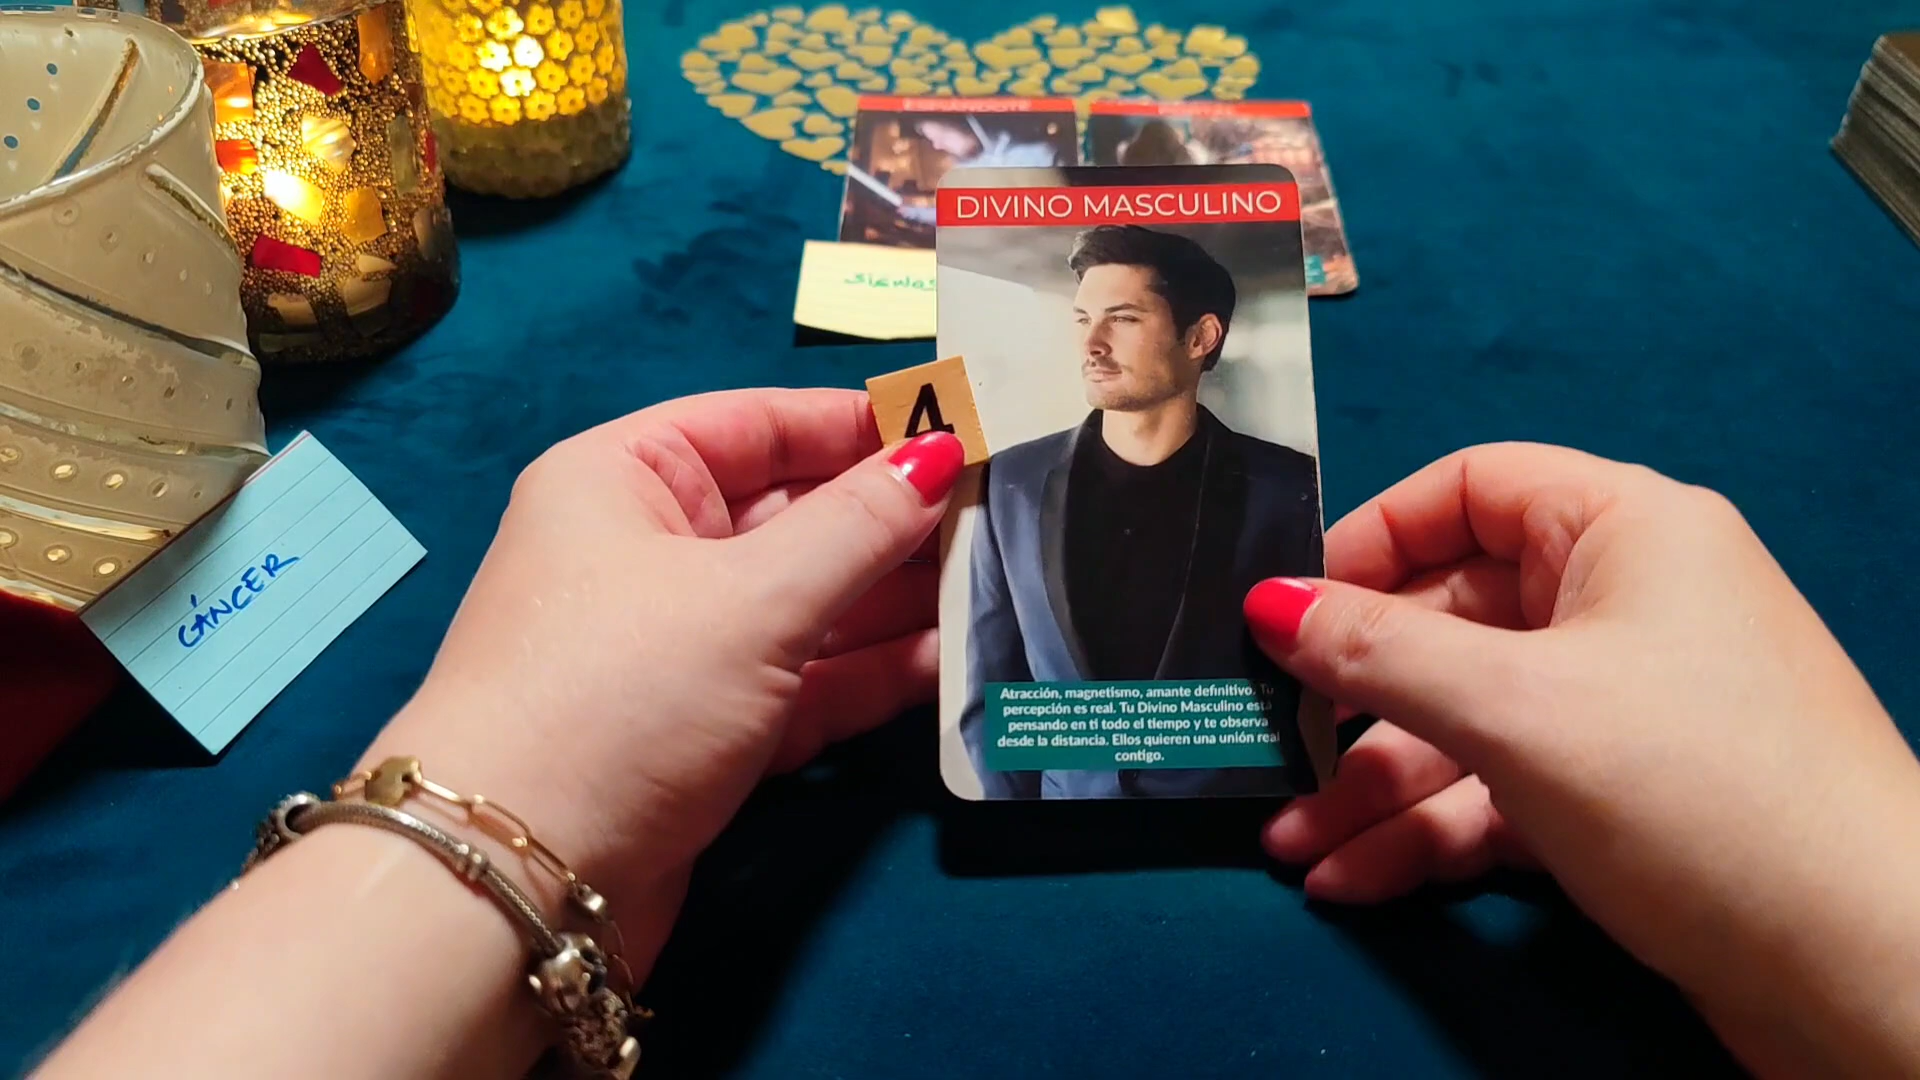 ESPIÁNDOTE
DIVINO MASCULINO
4
CÁNCER
Atracción, magnetismo, amante definitivo. Tu
percepción es real. Tu Divino Masculino está
pensando en ti todo el tiempo y te observa
desde la distancia. Ellos quieren una unión real
contigo.